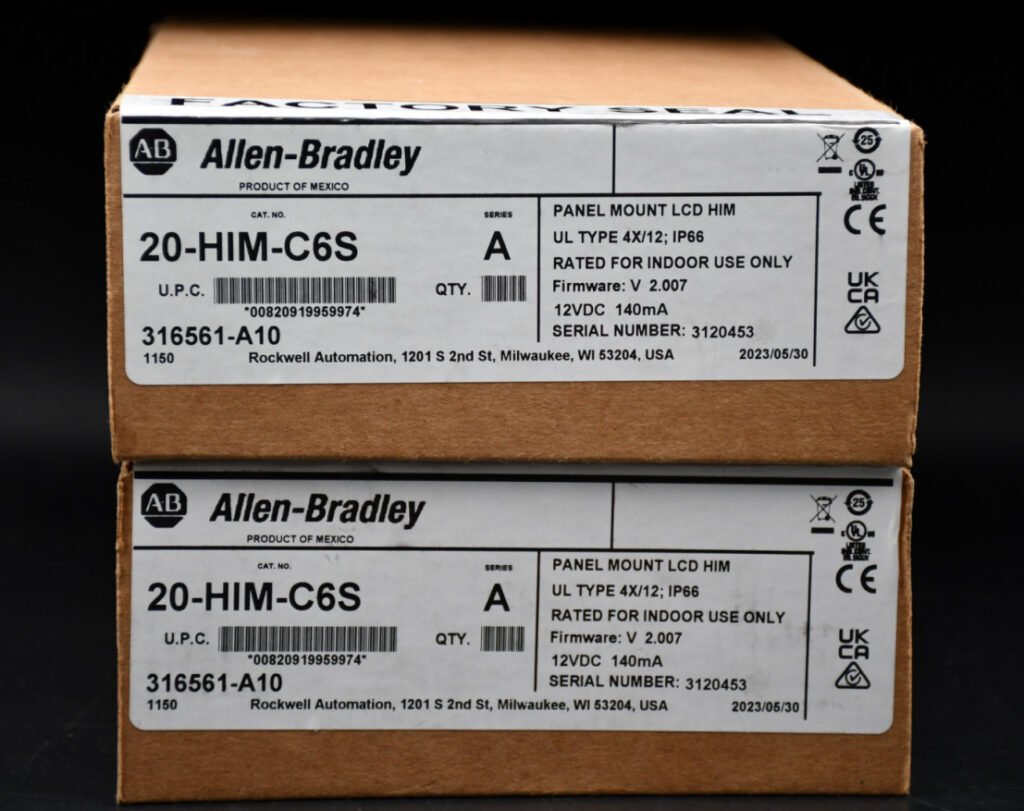 FACTORY SEAL
AB Allen-Bradley
PRODUCT OF MEXICO
25
UL
LISTED
CAT. NO.
SERIES
20-HIM-C6S
A
U.P.C.
QTY.
*00820919959974*
316561-A10
1150
Rockwell Automation, 1201 S 2nd St, Milwaukee, WI 53204, USA
PANEL MOUNT LCD HIM
UL TYPE 4X/12; IP66
RATED FOR INDOOR USE ONLY
Firmware: V 2.007
12VDC 140mA
SERIAL NUMBER: 3120453
2023/05/30
CE
UK
CA
AB Allen-Bradley
PRODUCT OF MEXICO
25
UL
LISTED
CAT. NO.
SERIES
20-HIM-C6S
A
U.P.C.
QTY.
*00820919959974*
316561-A10
1150
Rockwell Automation, 1201 S 2nd St, Milwaukee, WI 53204, USA
PANEL MOUNT LCD HIM
UL TYPE 4X/12; IP66
RATED FOR INDOOR USE ONLY
Firmware: V 2.007
12VDC 140mA
SERIAL NUMBER: 3120453
2023/05/30
CE
UK
CA